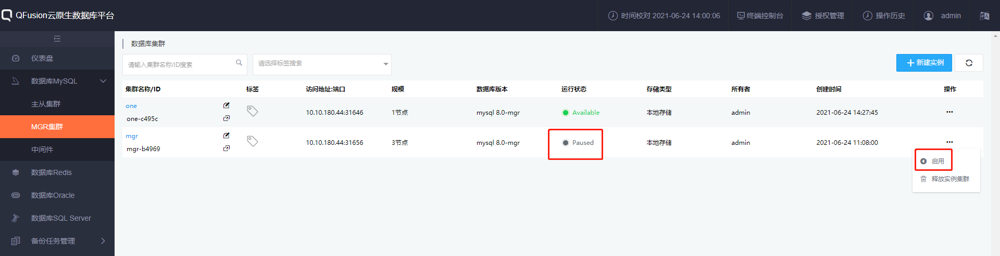 QFusion云原生数据库平台
时间校对 2021-06-24 14:00:06
终端控制台
授权管理
操作历史
admin
仪表盘
数据库MySQL
主从集群
MGR集群
中间件
数据库Redis
数据库Oracle
数据库SQL Server
备份任务管理
数据库集群
请输入集群名称/ID搜索
请选择标签搜索
新建实例
集群名称/ID 标签 访问地址:端口 规模 数据库版本 运行状态 存储类型 所有者 创建时间 操作
one
one-c495c
10.10.180.44:31646 1节点 mysql 8.0-mgr Available 本地存储 admin 2021-06-24 14:27:45 •••
mgr
mgr-b4969
10.10.180.44:31656 3节点 mysql 8.0-mgr Paused 本地存储 admin 2021-06-24 11:08:00 •••
启用
释放实例集群